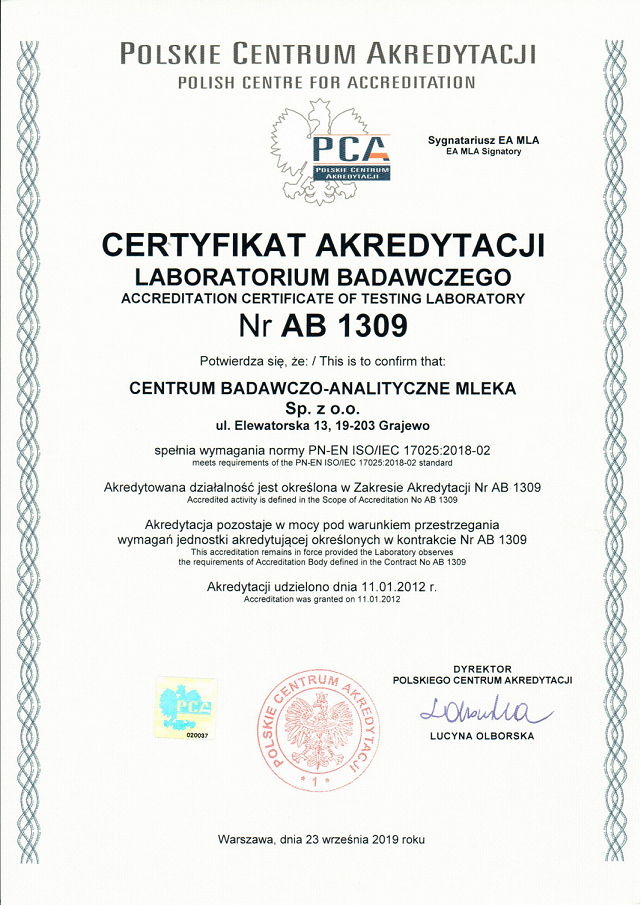 POLSKIE CENTRUM AKREDYTACJI
POLISH CENTRE FOR ACCREDITATION
PCA
POLSKIE CENTRUM
AKREDYTACJI
Sygnatariusz EA MLA
EA MLA Signatory
CERTYFIKAT AKREDYTACJI
LABORATORIUM BADAWCZEGO
ACCREDITATION CERTIFICATE OF TESTING LABORATORY
Nr AB 1309
Potwierdza się, że: / This is to confirm that:
CENTRUM BADAWCZO-ANALITYCZNE MLEKA
Sp. z o.o.
ul. Elewatorska 13, 19-203 Grajewo
spełnia wymagania normy PN-EN ISO/IEC 17025:2018-02
meets requirements of the PN-EN ISO/IEC 17025:2018-02 standard
Akredytowana działalność jest określona w Zakresie Akredytacji Nr AB 1309
Accredited activity is defined in the Scope of Accreditation No AB 1309
Akredytacja pozostaje w mocy pod warunkiem przestrzegania
wymagań jednostki akredytującej określonych w kontrakcie Nr AB 1309
This accreditation remains in force provided the Laboratory observes
the requirements of Accreditation Body defined in the Contract No AB 1309
Akredytacji udzielono dnia 11.01.2012 r.
Accreditation was granted on 11.01.2012
DYREKTOR
POLSKIEGO CENTRUM AKREDYTACJI
LUCYNA OLBORSKA
PCA
020037
POLSKIE CENTRUM AKREDYTACJI
* 1 *
Warszawa, dnia 23 września 2019 roku